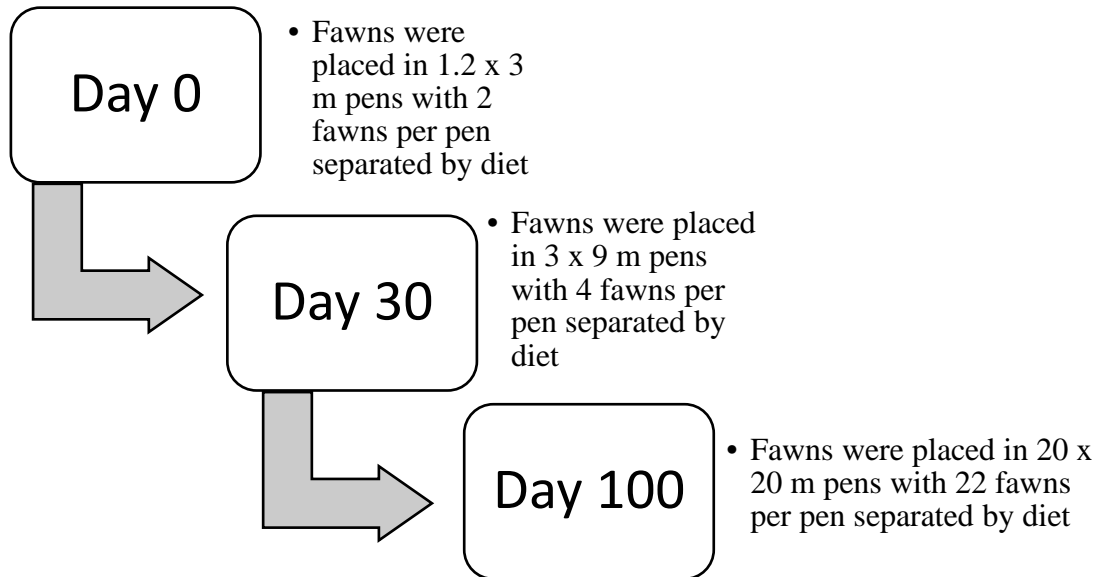 Day 0
• Fawns were
placed in 1.2 x 3
m pens with 2
fawns per pen
separated by diet
Day 30
• Fawns were placed
in 3 x 9 m pens
with 4 fawns per
pen separated by
diet
Day 100
• Fawns were placed in 20 x
20 m pens with 22 fawns
per pen separated by diet